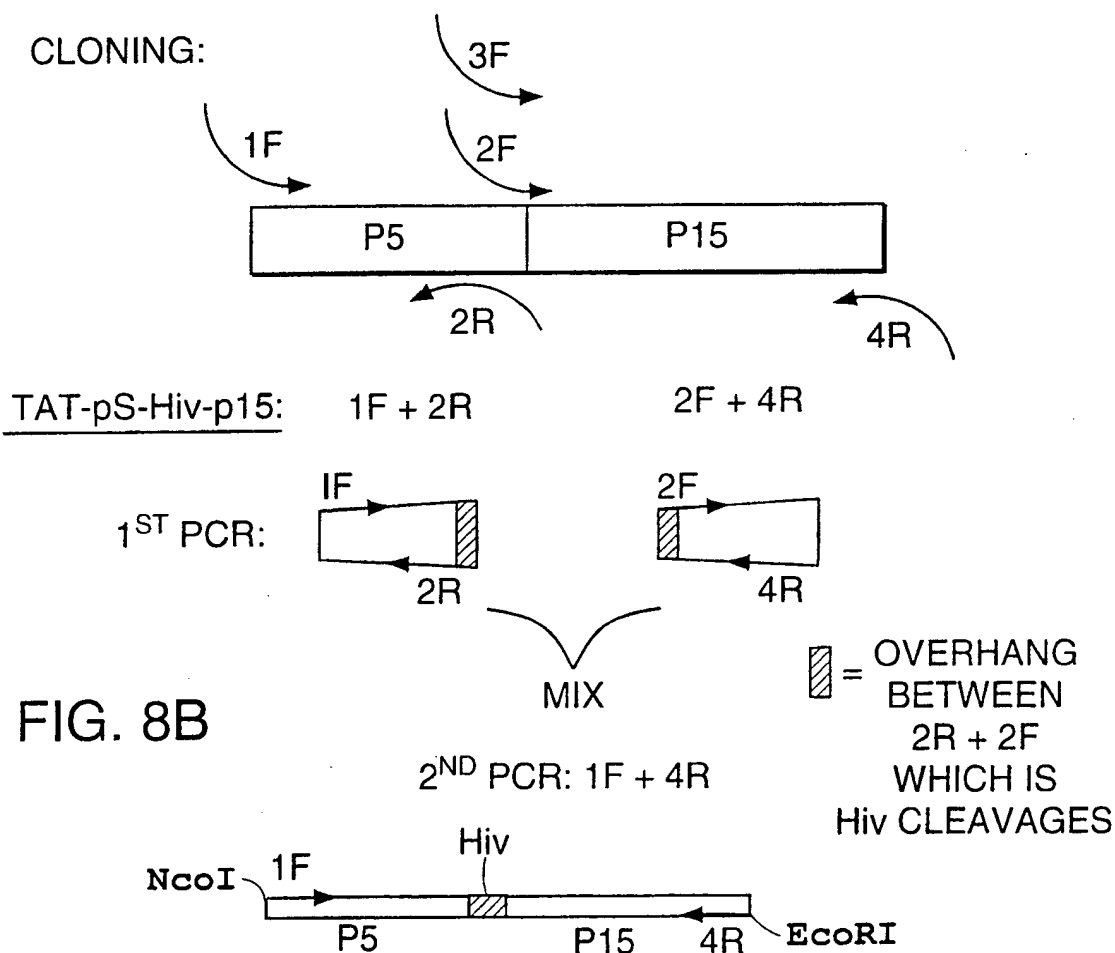 CLONING:
3F
1F
2F
P5 P15
2R
4R
TAT-pS-Hiv-p15: 1F + 2R 2F + 4R
1ST PCR:
IF
2R
2F
4R
MIX
= OVERHANG
BETWEEN
2R + 2F
WHICH IS
Hiv CLEAVAGES
FIG. 8B
2ND PCR: 1F + 4R
Hiv
NcoI
1F
P5 P15 4R
EcoRI